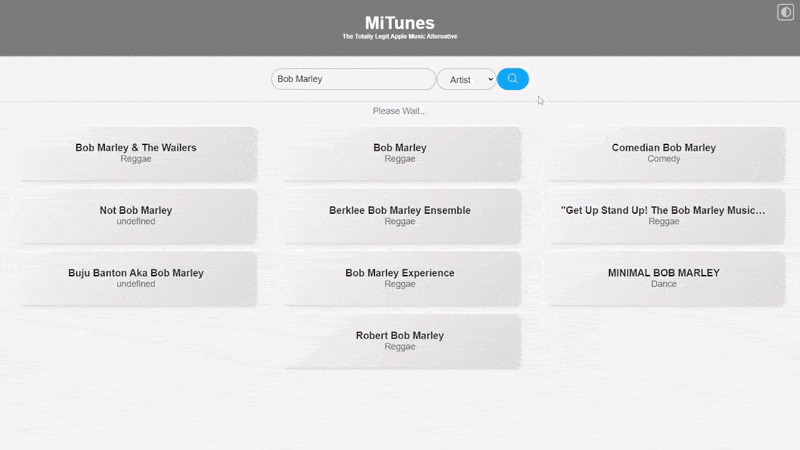 MiTunes
The Totally Legit Apple Music Alternative
Bob Marley
Artist
Please Wait...
Bob Marley & The Wailers
Reggae
Bob Marley
Reggae
Comedian Bob Marley
Comedy
Not Bob Marley
undefined
Berklee Bob Marley Ensemble
Reggae
"Get Up Stand Up! The Bob Marley Music...
Reggae
Buju Banton Aka Bob Marley
undefined
Bob Marley Experience
Reggae
MINIMAL BOB MARLEY
Dance
Robert Bob Marley
Reggae